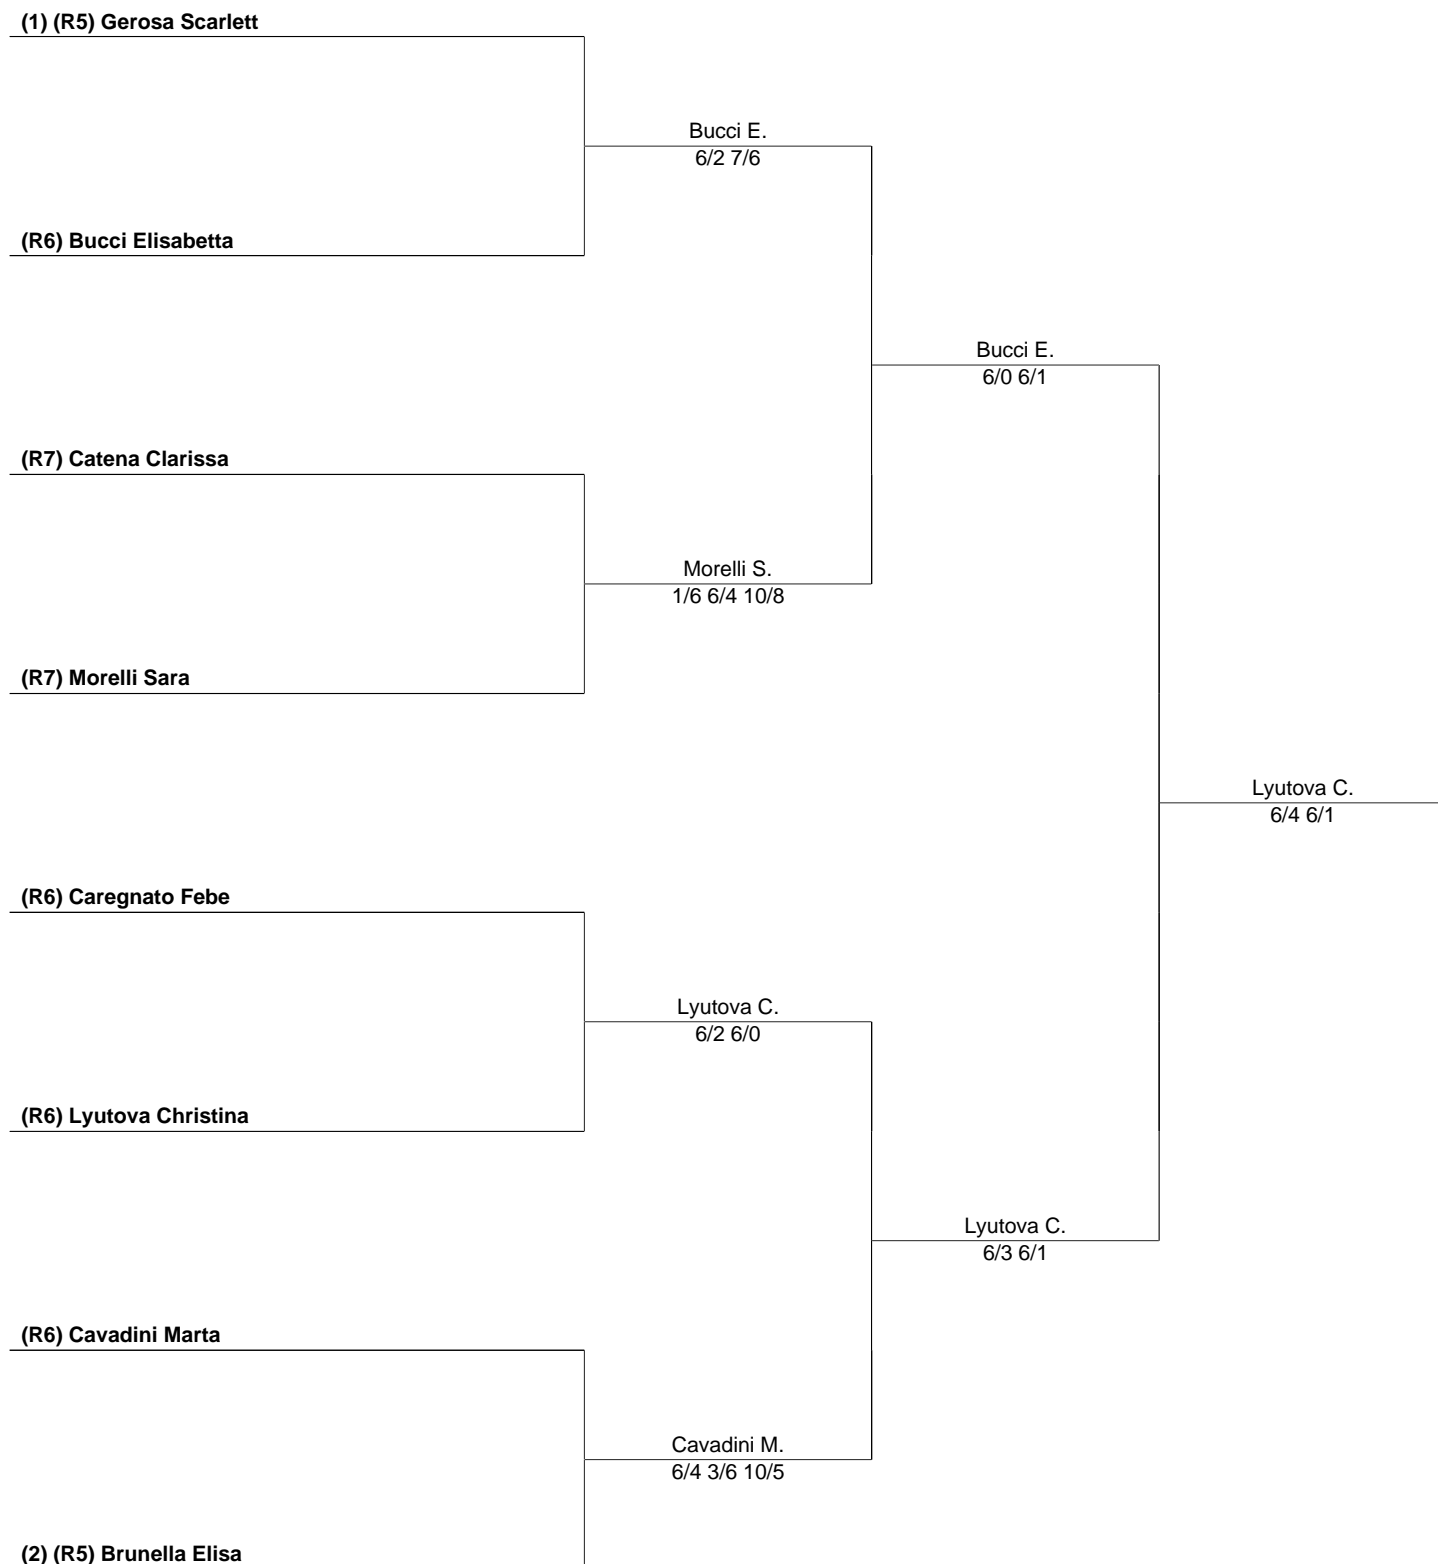 (1) (R5) Gerosa Scarlett
Bucci E.
6/2 7/6
(R6) Bucci Elisabetta
Bucci E.
6/0 6/1
(R7) Catena Clarissa
Morelli S.
1/6 6/4 10/8
(R7) Morelli Sara
Lyutova C.
6/4 6/1
(R6) Caregnato Febe
Lyutova C.
6/2 6/0
(R6) Lyutova Christina
Lyutova C.
6/3 6/1
(R6) Cavadini Marta
Cavadini M.
6/4 3/6 10/5
(2) (R5) Brunella Elisa